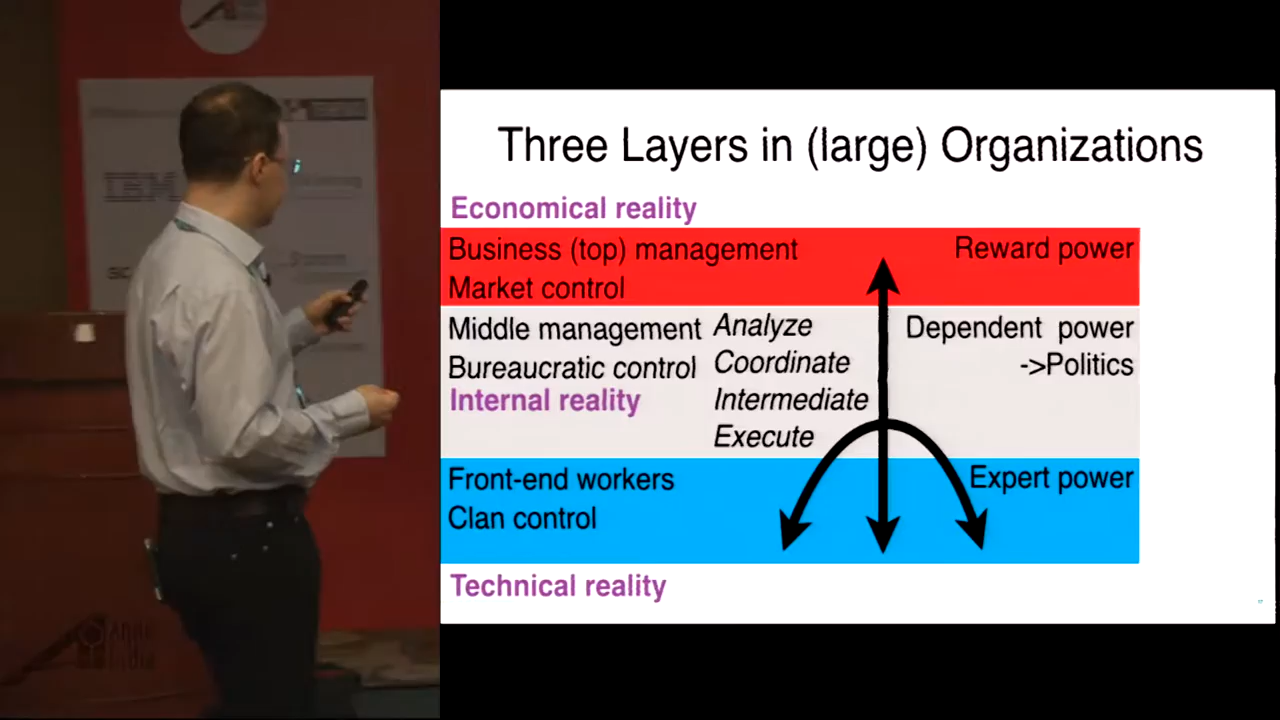 Three Layers in (large) Organizations
Economical reality
Business (top) management
Reward power
Market control
Middle management
Analyze
Dependent power
Bureaucratic control
Coordinate
->Politics
Internal reality
Intermediate
Execute
Front-end workers
Expert power
Clan control
Technical reality
IBM